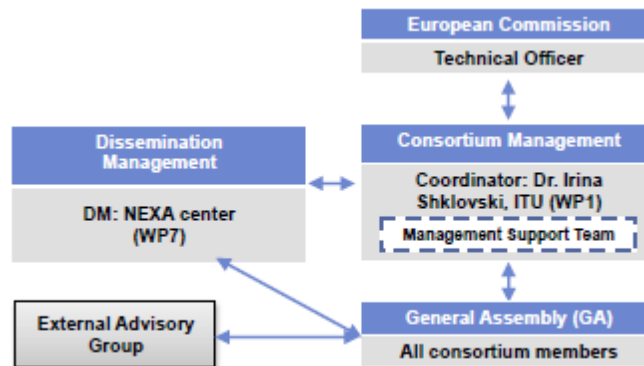 European Commission
Technical Officer
Dissemination
Management
DM: NEXA center
(WP7)
Consortium Management
Coordinator: Dr. Irina
Shklovski, ITU (WP1)
Management Support Team
External Advisory
Group
General Assembly (GA)
All consortium members